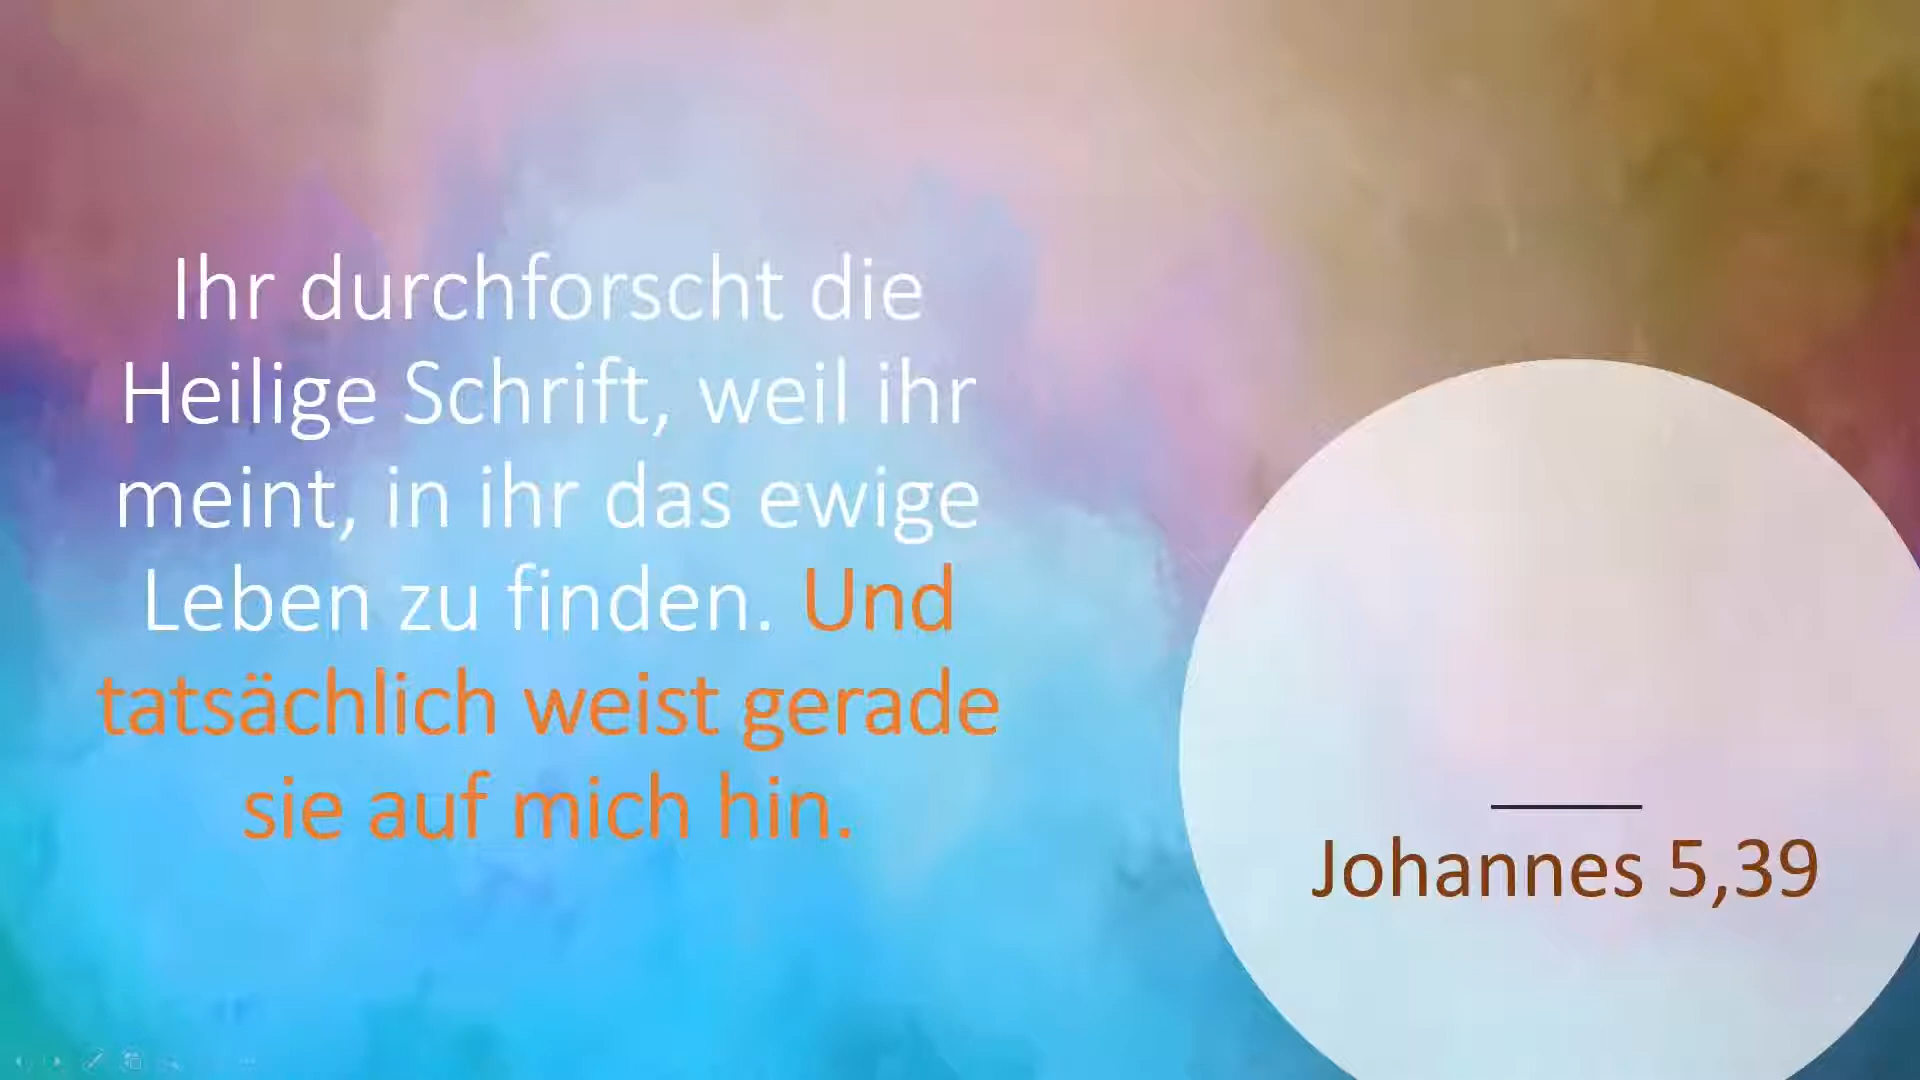 Ihr durchforscht die
Heilige Schrift, weil ihr
meint, in ihr das ewige
Leben zu finden. Und
tatsächlich weist gerade
sie auf mich hin.
Johannes 5,39